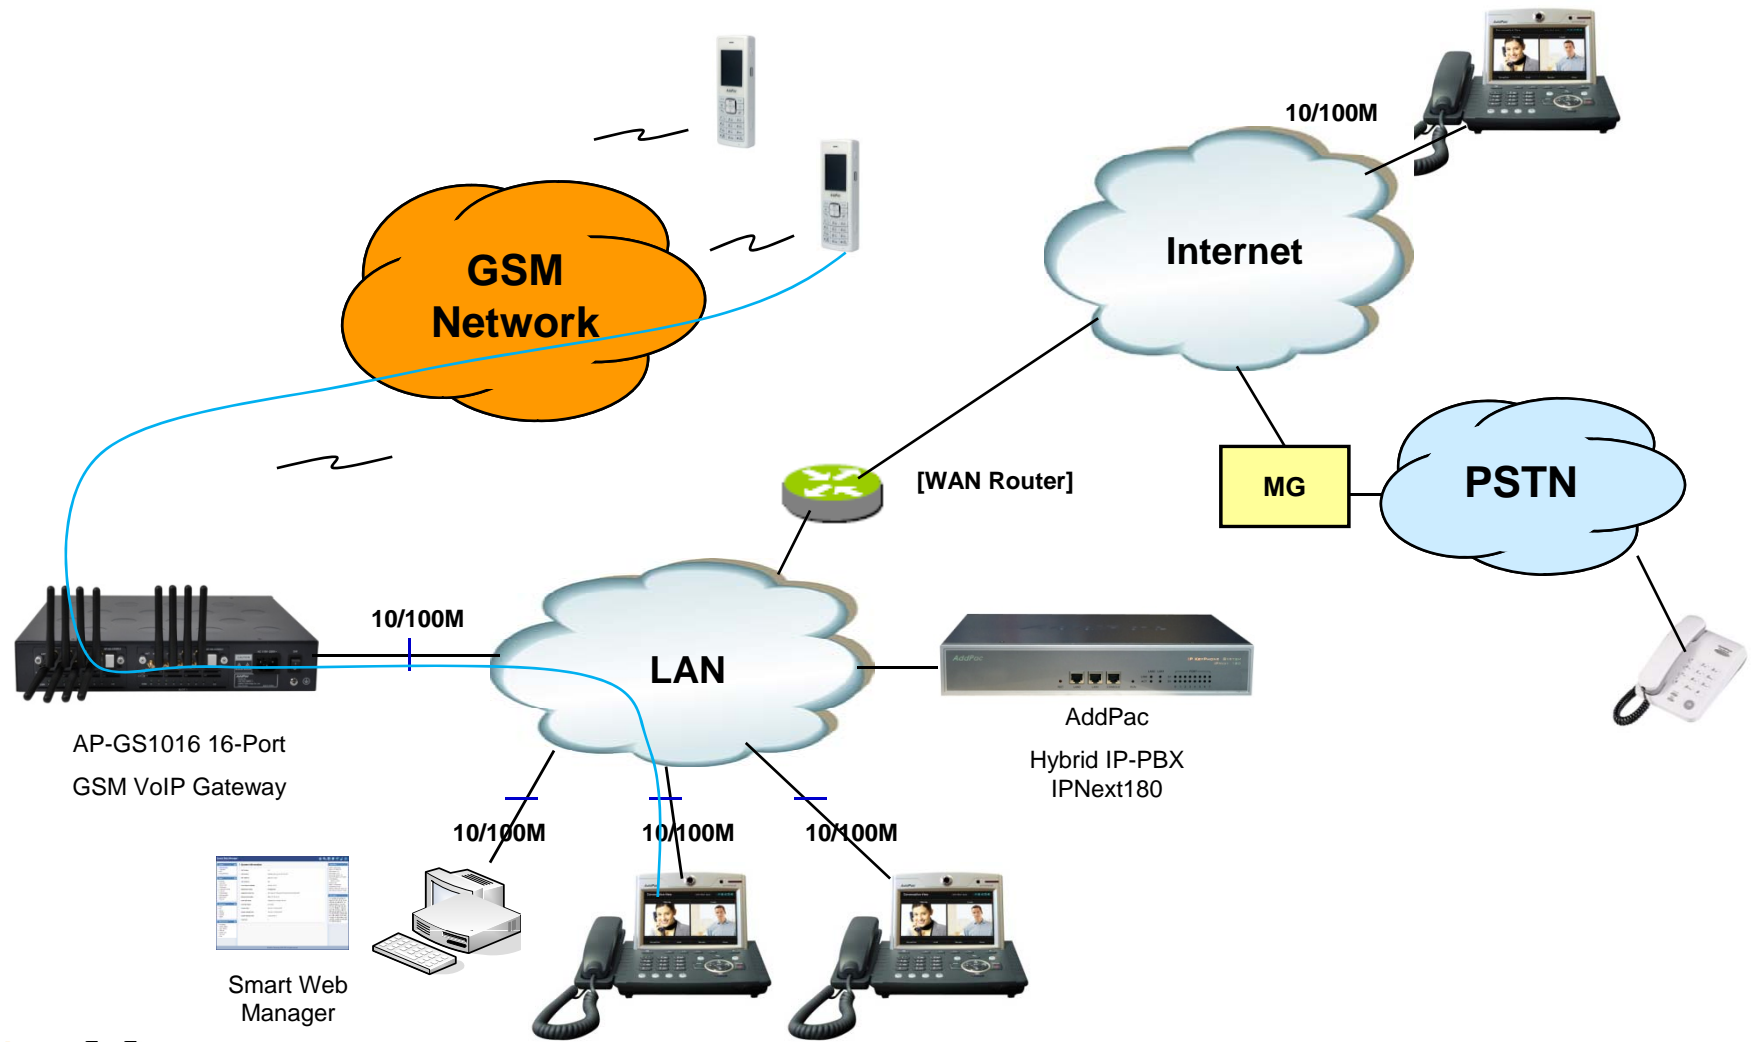 10/100M
GSM
Network
Internet
[WAN Router]
MG
PSTN
10/100M
LAN
AddPac
AP-GS1016 16-Port
GSM VoIP Gateway
AddPac
Hybrid IP-PBX
IPNext180
10/100M
10/100M
10/100M
Smart Web
Manager